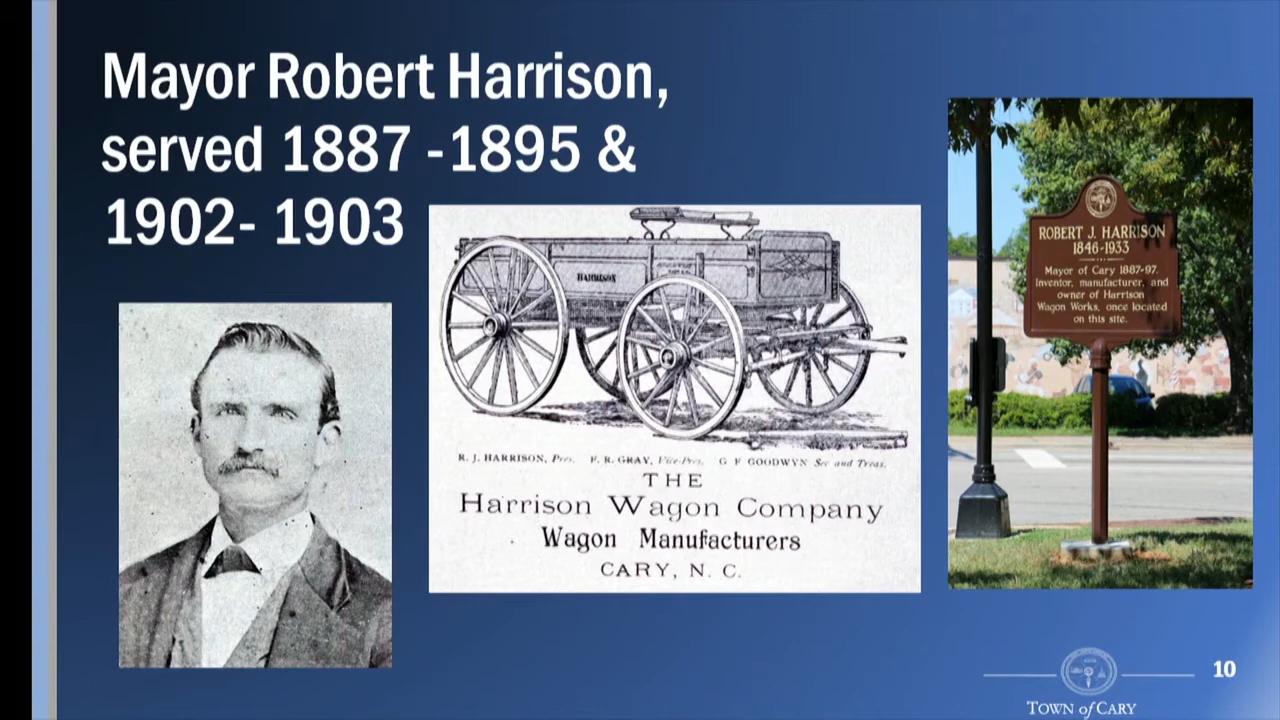 Mayor Robert Harrison,
served 1887 -1895 &
1902- 1903
HARRISON
R. J. HARRISON, Pres. F. R. GRAY, Vice-Pres. G F GOODWYN Sec and Treas.
THE
Harrison Wagon Company
Wagon Manufacturers
CARY, N. C.
ROBERT J. HARRISON
1846-1933
Mayor of Cary 1887-97.
Inventor, manufacturer, and
owner of Harrison
Wagon Works, once located
on this site.
10
TOWN of CARY